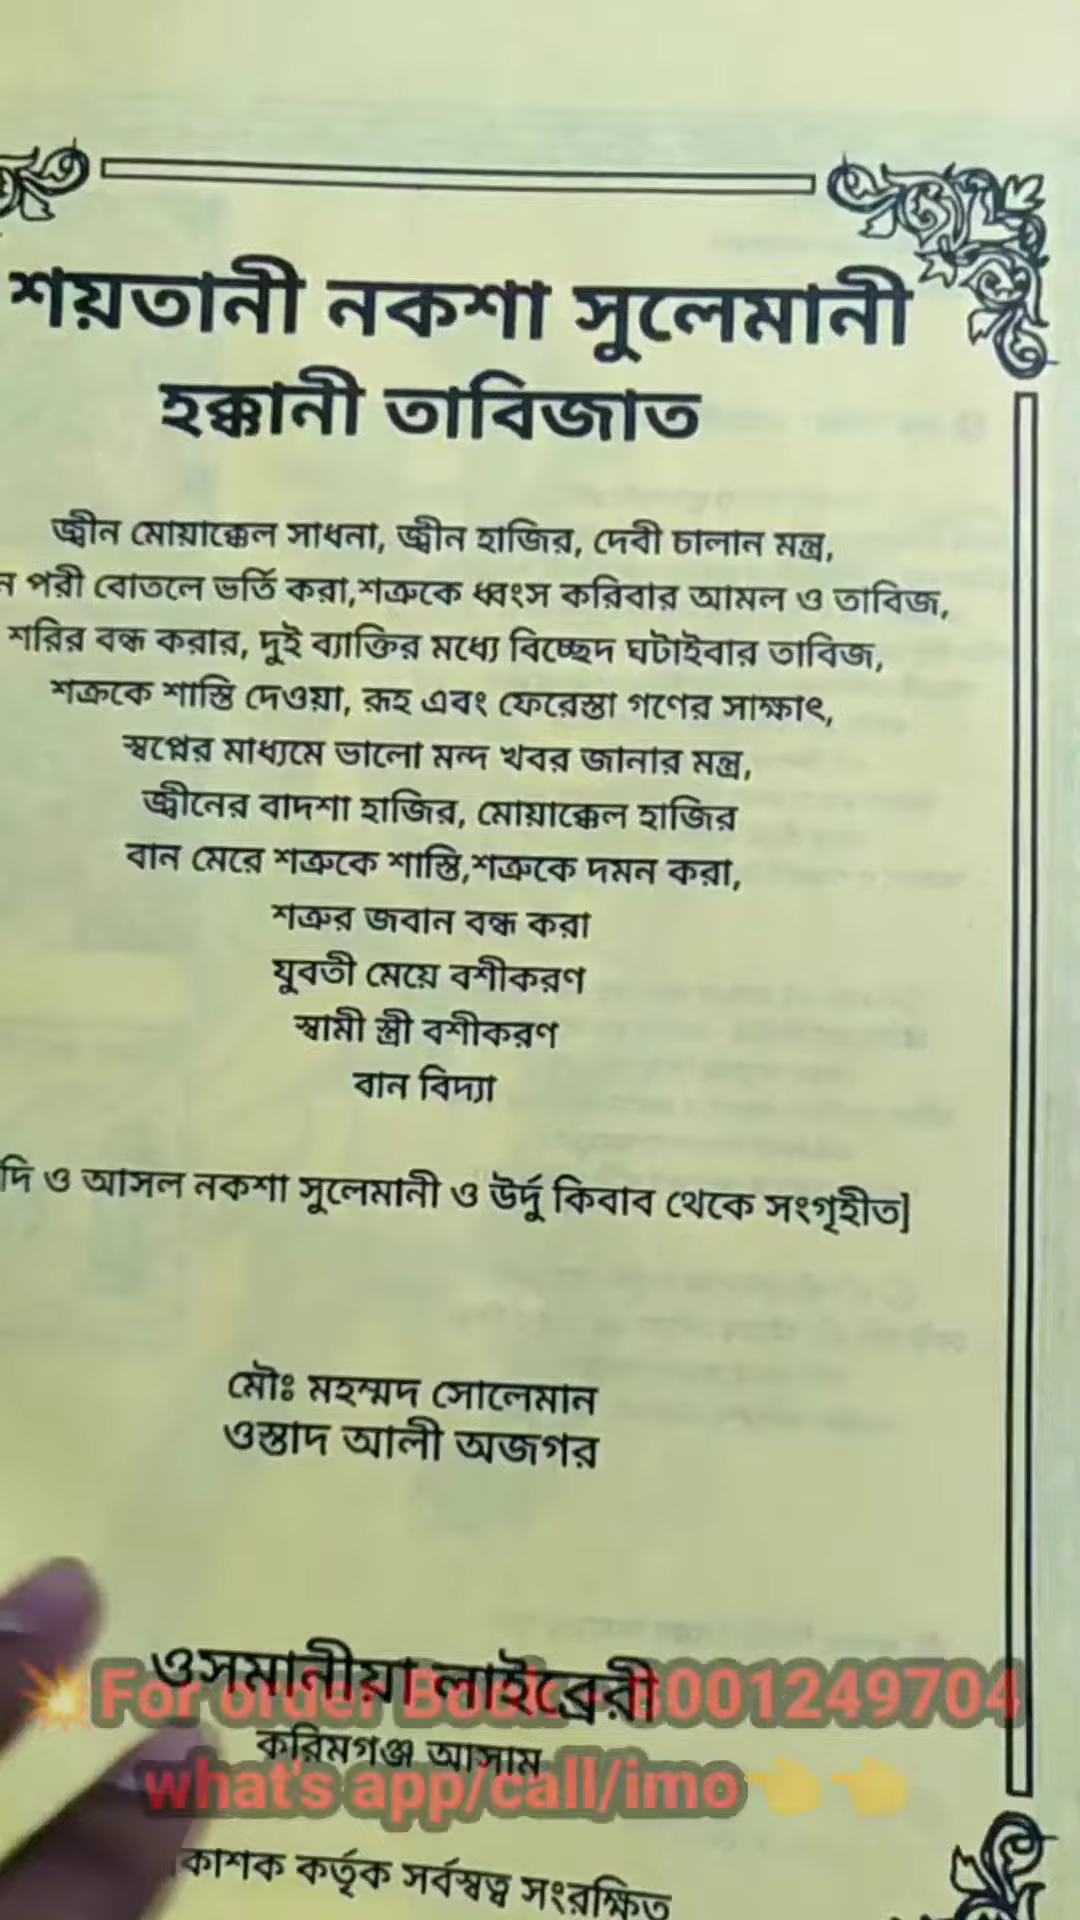 শয়তানী নকশা সুলেমানী
হক্কানী তাবিজাত
জ্বীন মোয়াক্কেল সাধনা, জ্বীন হাজির, দেবী চালান মন্ত্র,
পরী বোতলে ভর্তি করা,শত্রুকে ধ্বংস করিবার আমল ও তাবিজ,
শরির বন্ধ করার, দুই ব্যাক্তির মধ্যে বিচ্ছেদ ঘটাইবার তাবিজ,
শত্রুকে শাস্তি দেওয়া, রূহ এবং ফেরেস্তা গণের সাক্ষাৎ,
স্বপ্নের মাধ্যমে ভালো মন্দ খবর জানার মন্ত্র,
জ্বীনের বাদশা হাজির, মোয়াক্কেল হাজির
বান মেরে শত্রুকে শাস্তি,শত্রুকে দমন করা,
শত্রুর জবান বন্ধ করা
যুবতী মেয়ে বশীকরণ
স্বামী স্ত্রী বশীকরণ
বান বিদ্যা
ও আসল নকশা সুলেমানী ও উর্দু কিবাব থেকে সংগৃহীত]
মৌঃ মহম্মদ সোলেমান
ওস্তাদ আলী অজগর
ওসমানীয়া লাইব্রেরী
For order Book - 8001249704
করিমগঞ্জ আসাম
what's app/call/imo
কর্তৃক সর্বস্বত্ব সংরক্ষিত